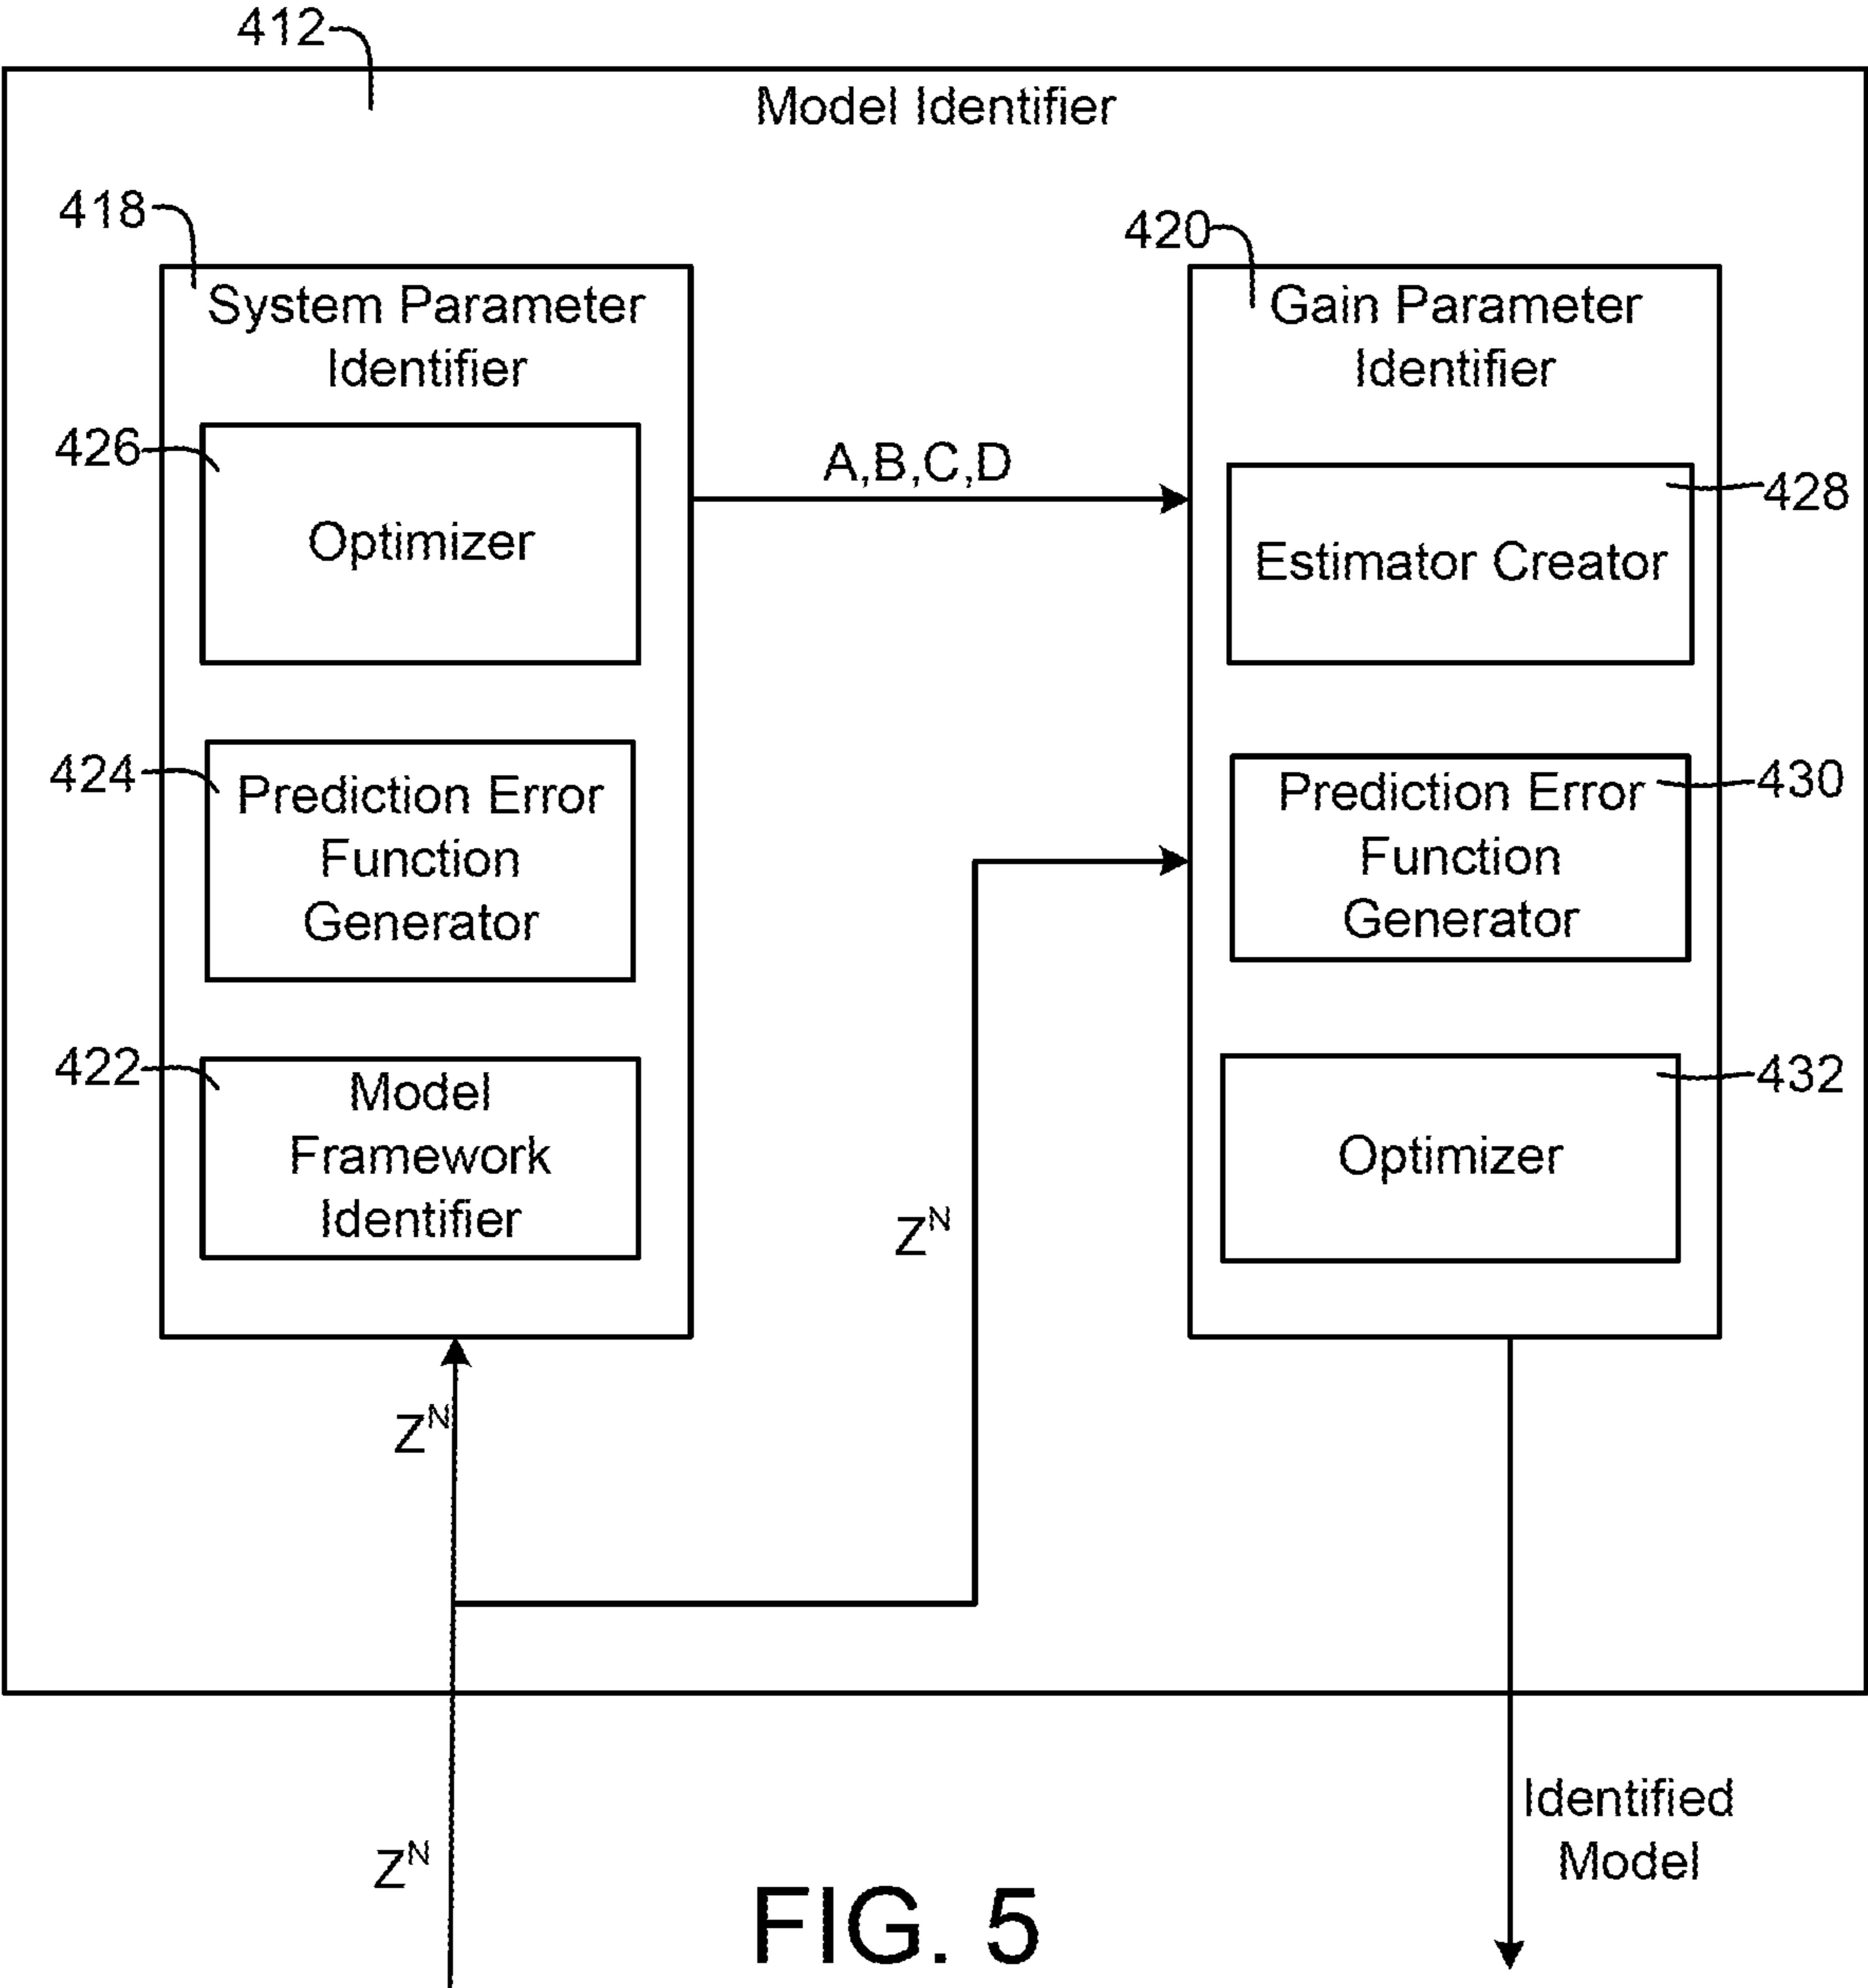 412
Model Identifier
418
System Parameter
Identifier
426
Optimizer
424
Prediction Error
Function
Generator
422
Model
Framework
Identifier
A,B,C,D
420
Gain Parameter
Identifier
428
Estimator Creator
430
Prediction Error
Function
Generator
432
Optimizer
Z^N
Z^N
Z^N
Identified
Model
FIG. 5